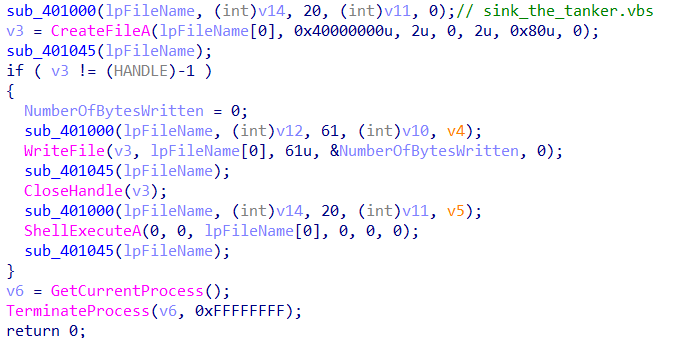 sub_401000(lpFileName, (int)v14, 20, (int)v11, 0);// sink_the_tanker.vbs
v3 = CreateFileA(lpFileName[0], 0x40000000u, 2u, 0, 2u, 0x80u, 0);
sub_401045(lpFileName);
if ( v3 != (HANDLE)-1 )
{
  NumberOfBytesWritten = 0;
  sub_401000(lpFileName, (int)v12, 61, (int)v10, v4);
  WriteFile(v3, lpFileName[0], 61u, &NumberOfBytesWritten, 0);
  sub_401045(lpFileName);
  CloseHandle(v3);
  sub_401000(lpFileName, (int)v14, 20, (int)v11, v5);
  ShellExecuteA(0, 0, lpFileName[0], 0, 0, 0);
  sub_401045(lpFileName);
}
v6 = GetCurrentProcess();
TerminateProcess(v6, 0xFFFFFFFF);
return 0;